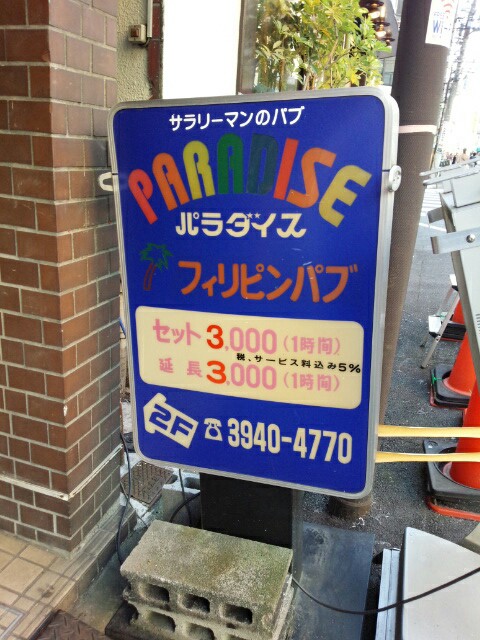 サラリーマンのパブ
PARADISE
パラダイス
フィリピンパブ
セット 3,000 (1時間)
税、サービス料込み5%
延長 3,000 (1時間)
2F ☎ 3940-4770